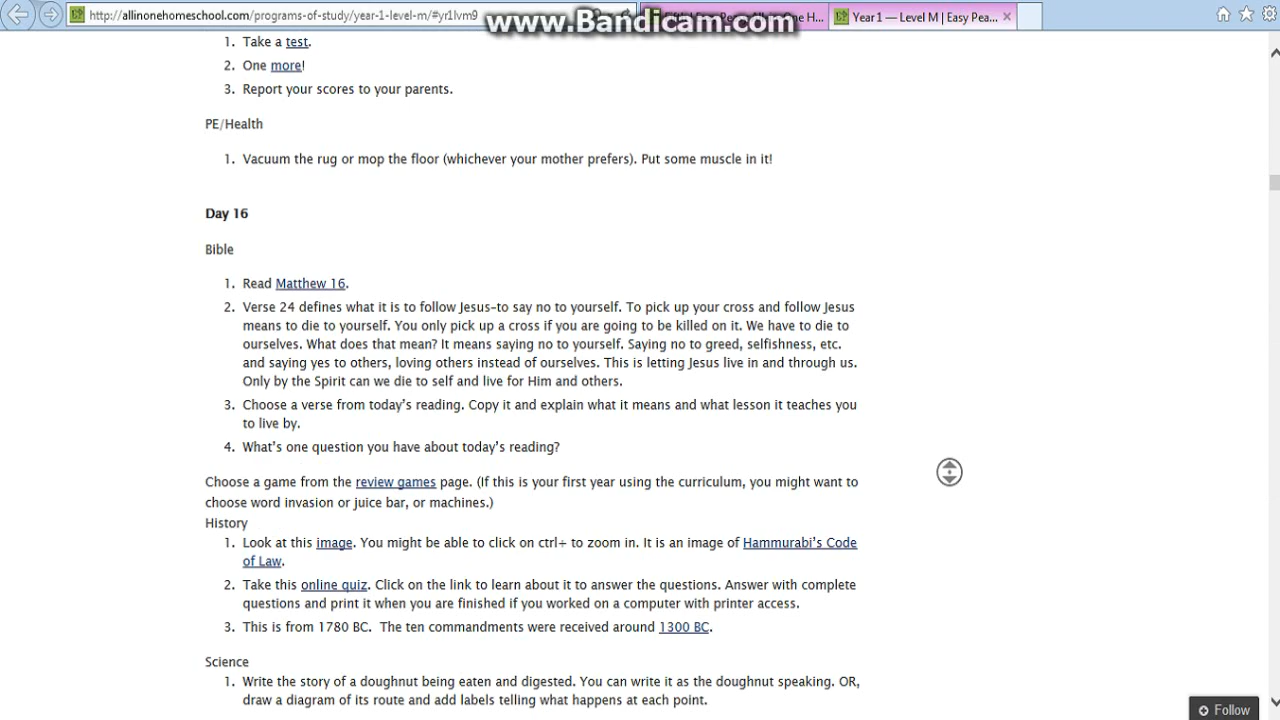 http://allinonehomeschool.com/programs-of-study/year-1-level-m/#yr1lvm9
www.Bandicam.com
Year 1 — Level M | Easy Pea...
1. Take a test.
2. One more!
3. Report your scores to your parents.
PE/Health
1. Vacuum the rug or mop the floor (whichever your mother prefers). Put some muscle in it!
Day 16
Bible
1. Read Matthew 16.
2. Verse 24 defines what it is to follow Jesus-to say no to yourself. To pick up your cross and follow Jesus
means to die to yourself. You only pick up a cross if you are going to be killed on it. We have to die to
ourselves. What does that mean? It means saying no to yourself. Saying no to greed, selfishness, etc.
and saying yes to others, loving others instead of ourselves. This is letting Jesus live in and through us.
Only by the Spirit can we die to self and live for Him and others.
3. Choose a verse from today's reading. Copy it and explain what it means and what lesson it teaches you
to live by.
4. What's one question you have about today's reading?
Choose a game from the review games page. (If this is your first year using the curriculum, you might want to
choose word invasion or juice bar, or machines.)
History
1. Look at this image. You might be able to click on ctrl+ to zoom in. It is an image of Hammurabi's Code
of Law.
2. Take this online quiz. Click on the link to learn about it to answer the questions. Answer with complete
questions and print it when you are finished if you worked on a computer with printer access.
3. This is from 1780 BC. The ten commandments were received around 1300 BC.
Science
1. Write the story of a doughnut being eaten and digested. You can write it as the doughnut speaking. OR,
draw a diagram of its route and add labels telling what happens at each point.
Follow